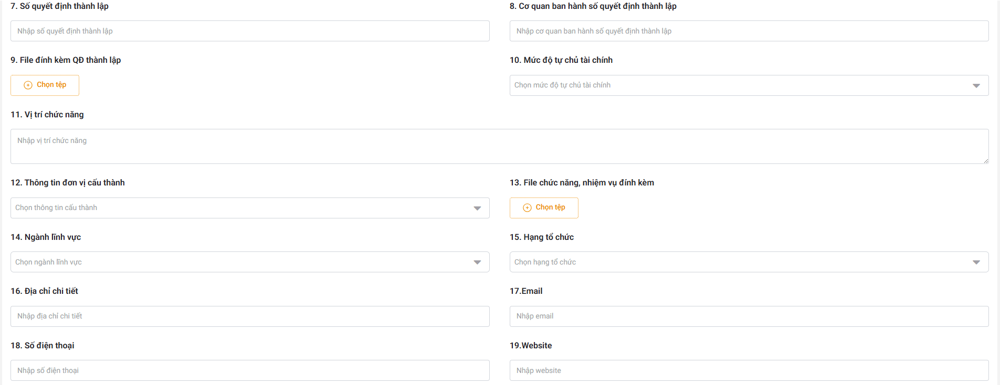 7. Số quyết định thành lập
8. Cơ quan ban hành số quyết định thành lập
Nhập số quyết định thành lập
Nhập cơ quan ban hành số quyết định thành lập
9. File đính kèm QĐ thành lập
10. Mức độ tự chủ tài chính
Chọn tệp
Chọn mức độ tự chủ tài chính
11. Vị trí chức năng
Nhập vị trí chức năng
12. Thông tin đơn vị cấu thành
13. File chức năng, nhiệm vụ đính kèm
Chọn thông tin cấu thành
Chọn tệp
14. Ngành lĩnh vực
15. Hạng tổ chức
Chọn ngành lĩnh vực
Chọn hạng tổ chức
16. Địa chỉ chi tiết
17.Email
Nhập địa chỉ chi tiết
Nhập email
18. Số điện thoại
19.Website
Nhập số điện thoại
Nhập website